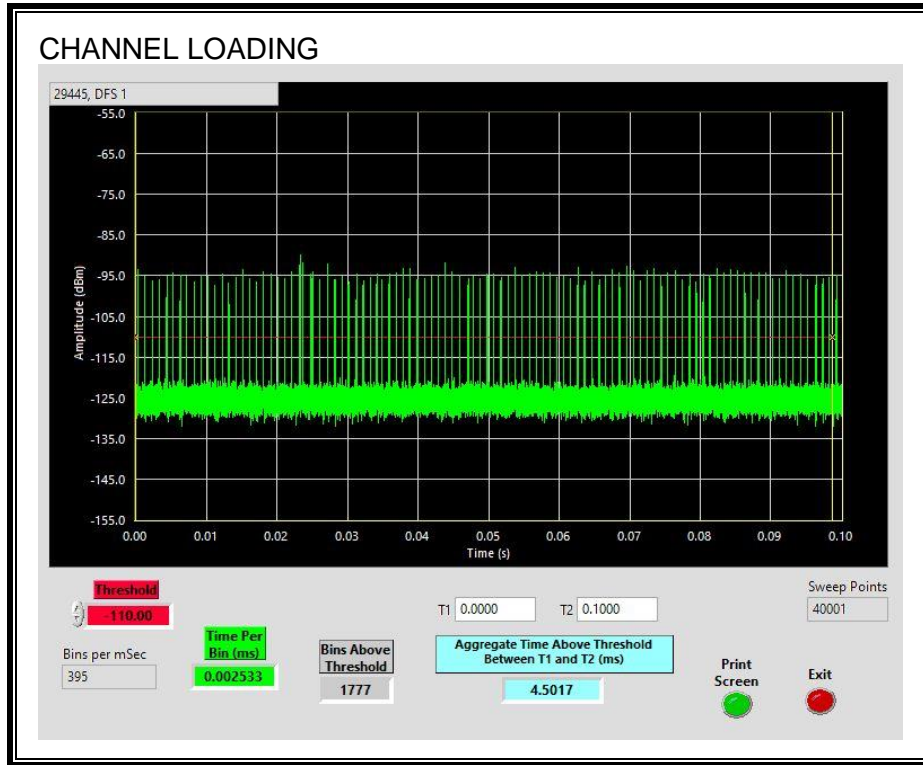 CHANNEL LOADING
29445, DFS 1
-55.0
-65.0
-75.0
-85.0
-95.0
-105.0
-115.0
-125.0
-135.0
-145.0
-155.0
Amplitude (dBm)
0.00 0.01 0.02 0.03 0.04 0.05 0.06 0.07 0.08 0.09 0.10
Time (s)
Threshold
-110.00
Bins per mSec
395
Time Per
Bin (ms)
0.002533
Bins Above
Threshold
1777
T1 0.0000 T2 0.1000
Aggregate Time Above Threshold
Between T1 and T2 (ms)
4.5017
Sweep Points
40001
Print
Screen
Exit